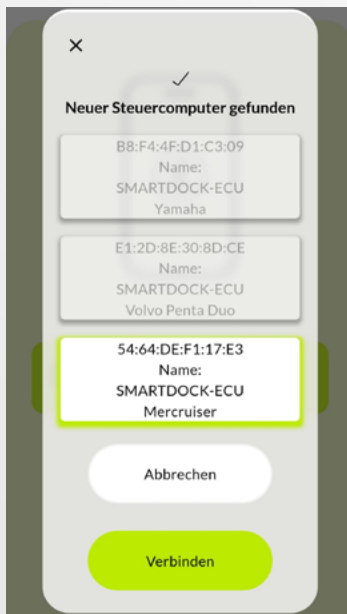 Neuer Steuercomputer gefunden
B8:F4:4F:D1:C3:09
Name:
SMARTDOCK-ECU
Yamaha
E1:2D:8E:30:8D:CE
Name:
SMARTDOCK-ECU
Volvo Penta Duo
54:64:DE:F1:17:E3
Name:
SMARTDOCK-ECU
Mercruiser
Abbrechen
Verbinden